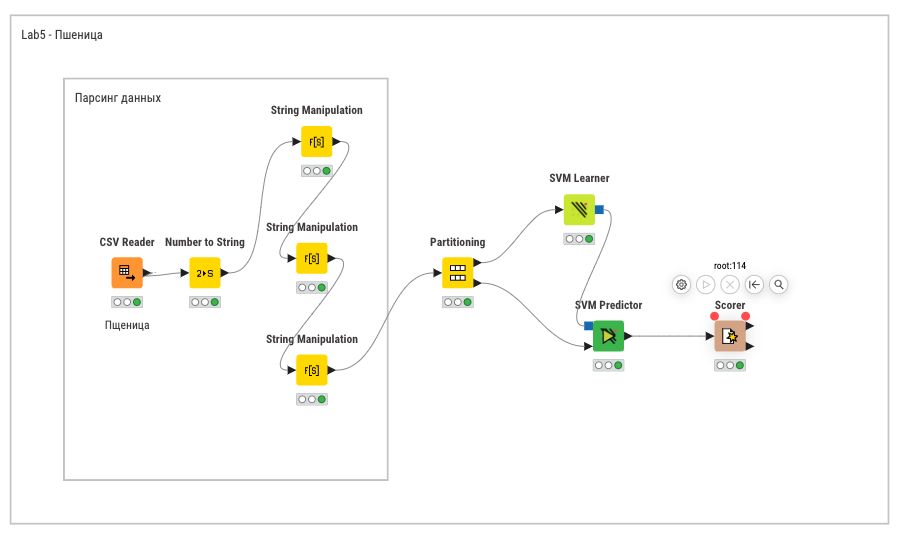 Lab5 - Пшеница
Парсинг данных
String Manipulation
F[S]
SVM Learner
String Manipulation
F[S]
CSV Reader
Number to String
2▸S
Partitioning
root:114
SVM Predictor
Scorer
Пщеница
String Manipulation
F[S]